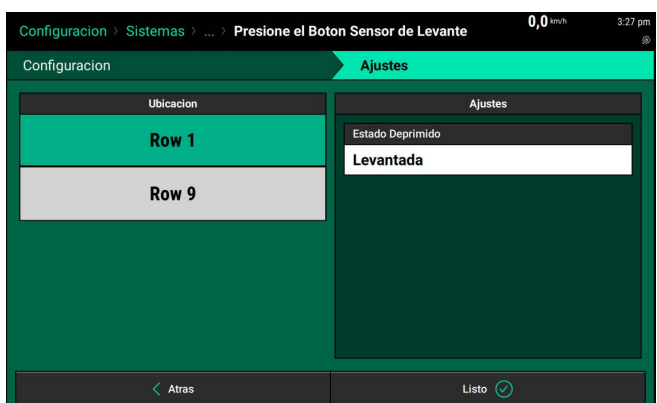 Configuracion > Sistemas > ... > Presione el Boton Sensor de Levante
0,0 km/h
3:27 pm
Configuracion
Ajustes
Ubicacion
Row 1
Row 9
Ajustes
Estado Deprimido
Levantada
Atras
Listo